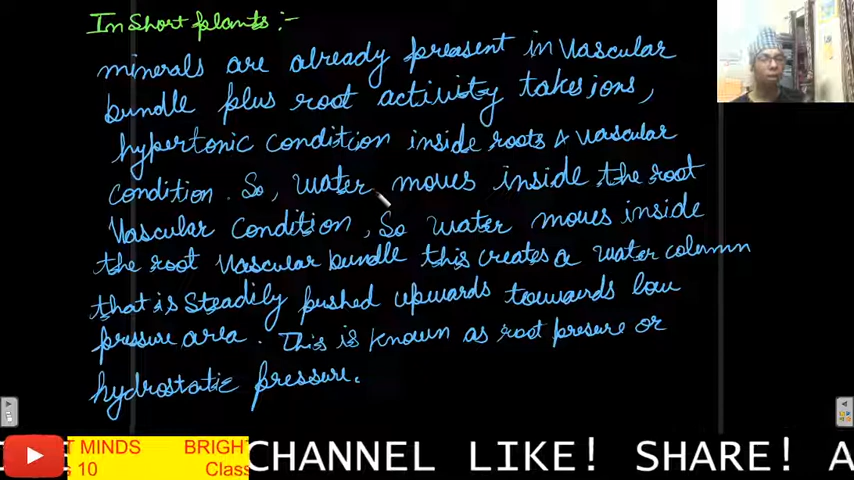 In Short plants :-
minerals are already preasent in vascular
bundle plus root activity takes ions,
hypertonic condition inside roots & vascular
condition. So, water moves inside the root
Vascular condition, So water moves inside
the root vascular bundle this creates a water column
that is steadily pushed upwards towards low
pressure area. This is known as root presure or
hydrostatic pressure.
T MINDS BRIGH
s 10 Class
CHANNEL LIKE! SHARE! A